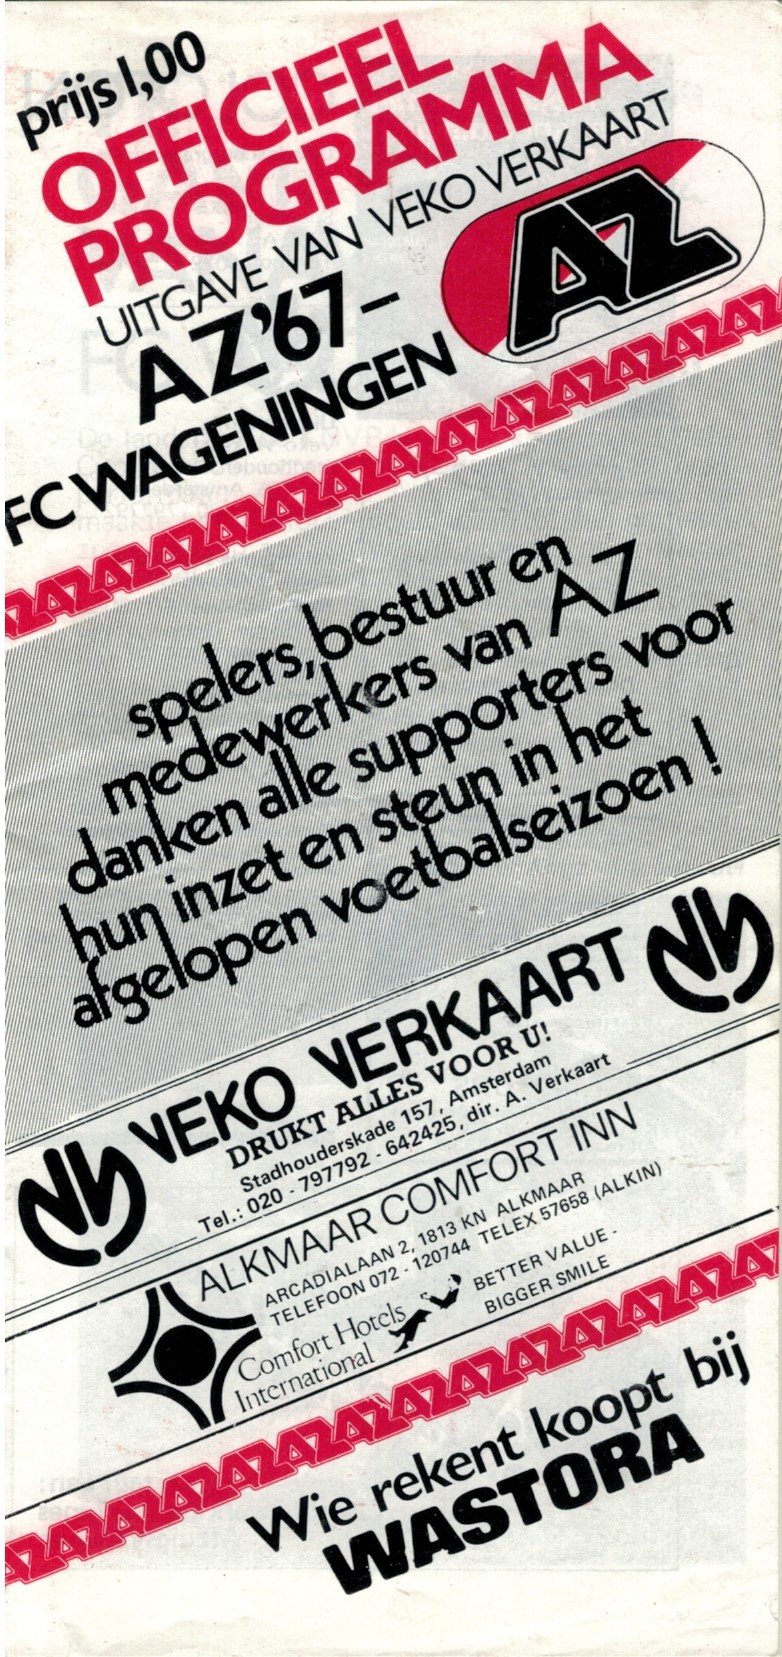 prijs 1,00
OFFICIEEL
PROGRAMMA
UITGAVE VAN VEKO VERKAART
AZ
AZ'67-
FC WAGENINGEN
AZAZAZAZAZAZAZAZAZAZAZAZAZAZ
spelers, bestuur en
medewerkers van AZ
danken alle supporters voor
hun inzet en steun in het
afgelopen voetbalseizoen!
VEKO VERKAART
DRUKT ALLES VOOR U!
Stadhouderskade 157, Amsterdam
Tel.: 020 - 797792 - 642425, dir. A. Verkaart
ALKMAAR COMFORT INN
ARCADIALAAN 2, 1813 KN ALKMAAR
TELEFOON 072 - 120744 TELEX 57658 (ALKIN)
Comfort Hotels
International
BETTER VALUE -
BIGGER SMILE
AZAZAZAZAZAZAZAZAZAZAZAZAZAZ
Wie rekent koopt bij
WASTORA